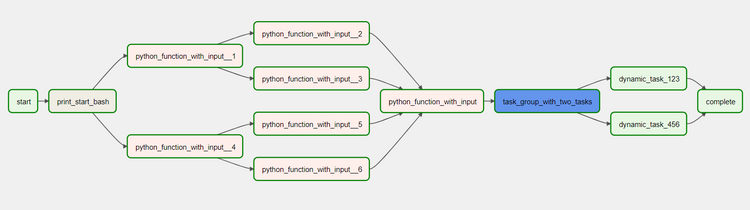 start
print_start_bash
python_function_with_input__1
python_function_with_input__4
python_function_with_input__2
python_function_with_input__3
python_function_with_input__5
python_function_with_input__6
python_function_with_input
task_group_with_two_tasks
dynamic_task_123
dynamic_task_456
complete